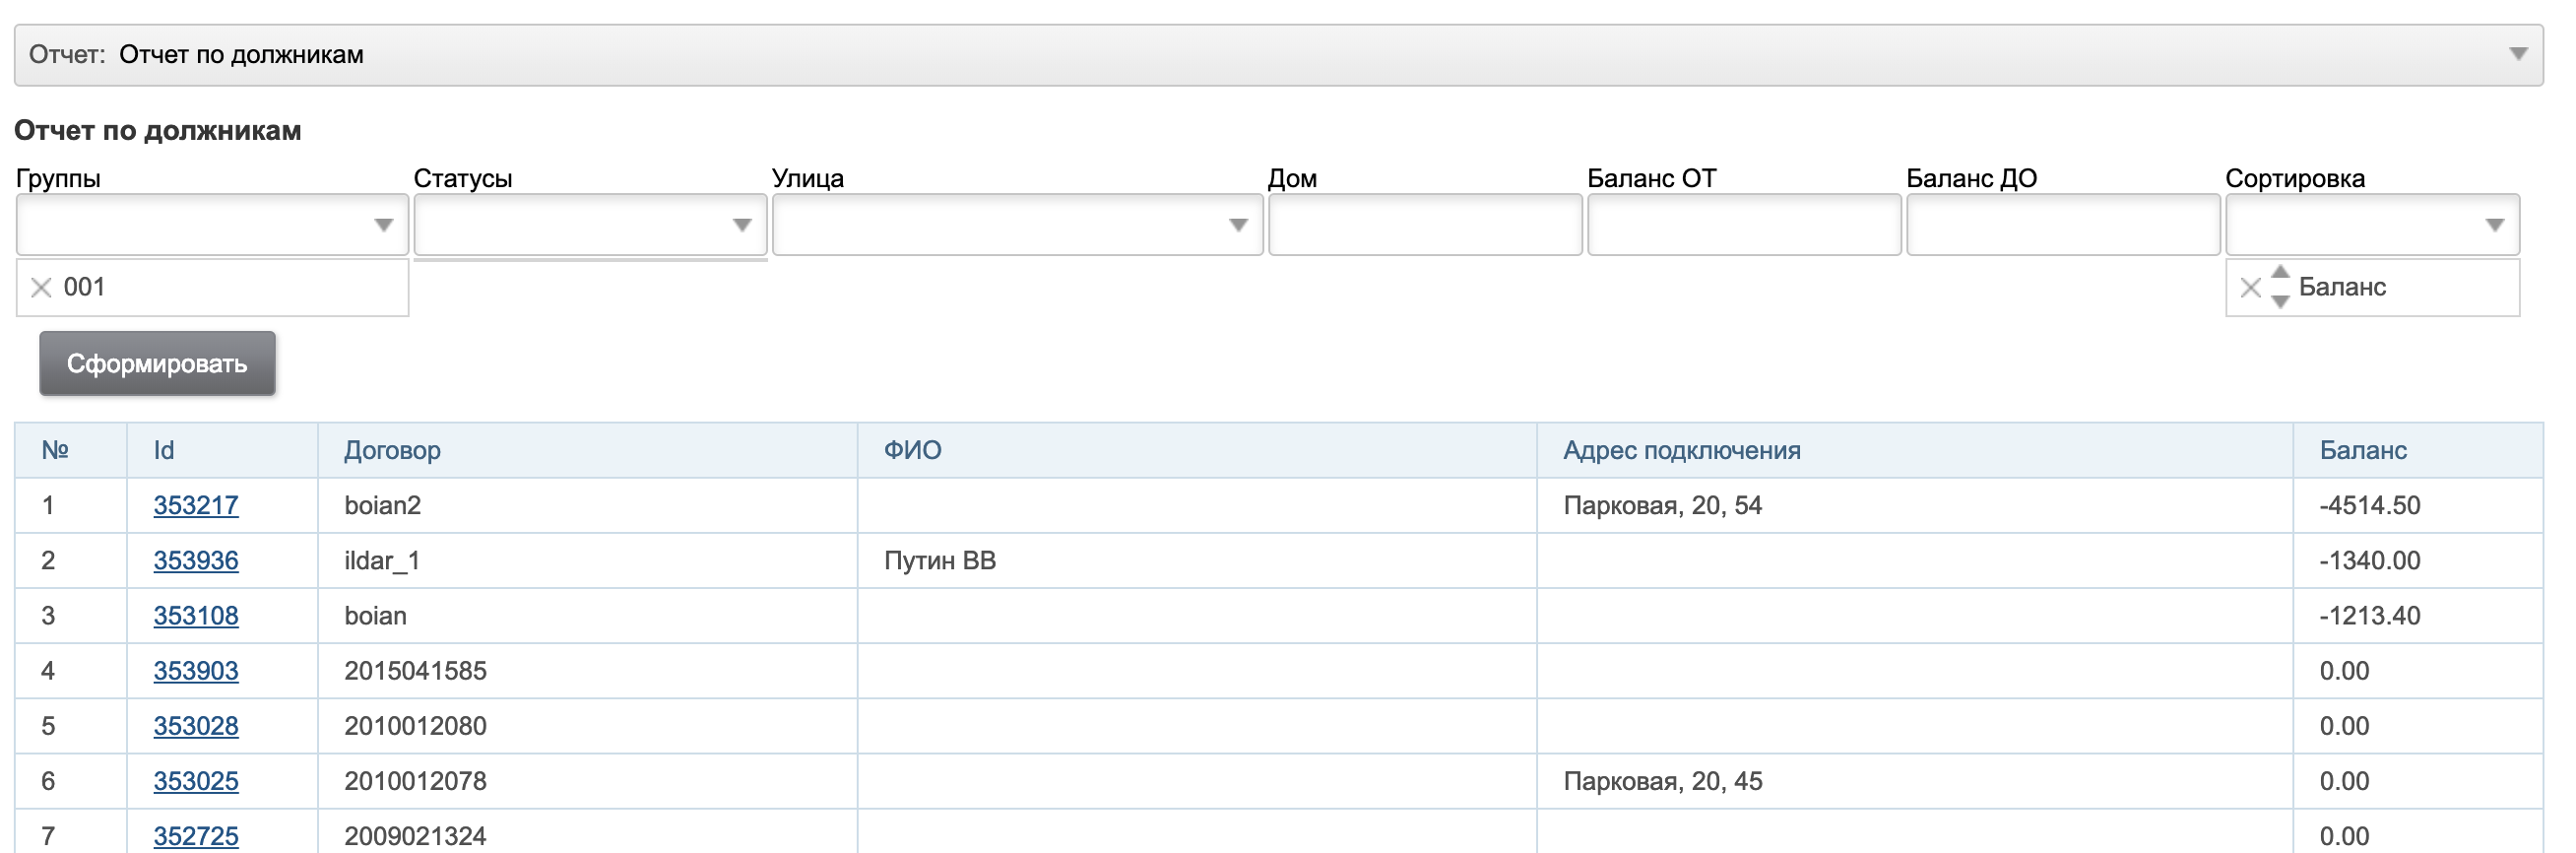 Отчет: Отчет по должникам
Отчет по должникам
Группы Статусы Улица Дом Баланс ОТ Баланс ДО Сортировка
001 Баланс
Сформировать
№ Id Договор ФИО Адрес подключения Баланс
1 353217 boian2 Парковая, 20, 54 -4514.50
2 353936 ildar_1 Путин ВВ -1340.00
3 353108 boian -1213.40
4 353903 2015041585 0.00
5 353028 2010012080 0.00
6 353025 2010012078 Парковая, 20, 45 0.00
7 352725 2009021324 0.00